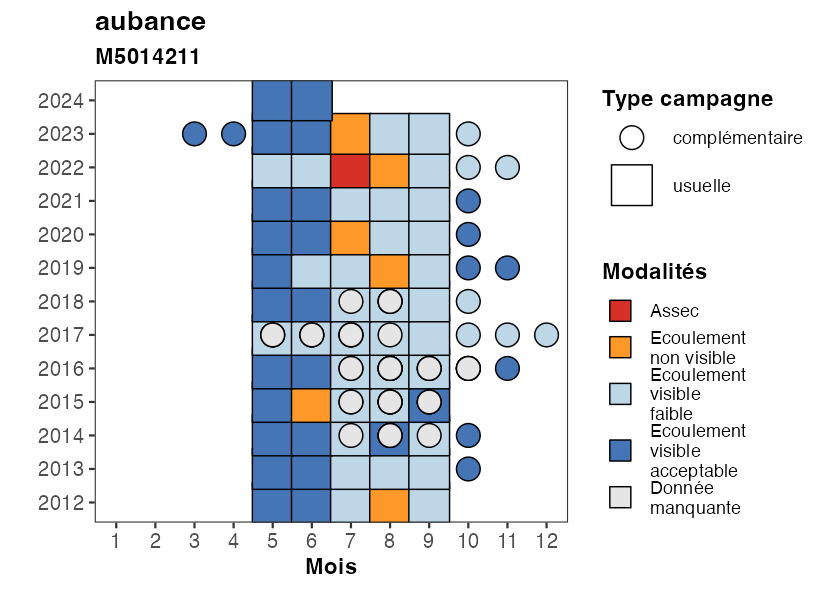 aubance
M5014211
2024
2023
2022
2021
2020
2019
2018
2017
2016
2015
2014
2013
2012
1 2 3 4 5 6 7 8 9 10 11 12
Mois
Type campagne
complémentaire
usuelle
Modalités
Assec
Ecoulement
non visible
Ecoulement
visible
faible
Ecoulement
visible
acceptable
Donnée
manquante